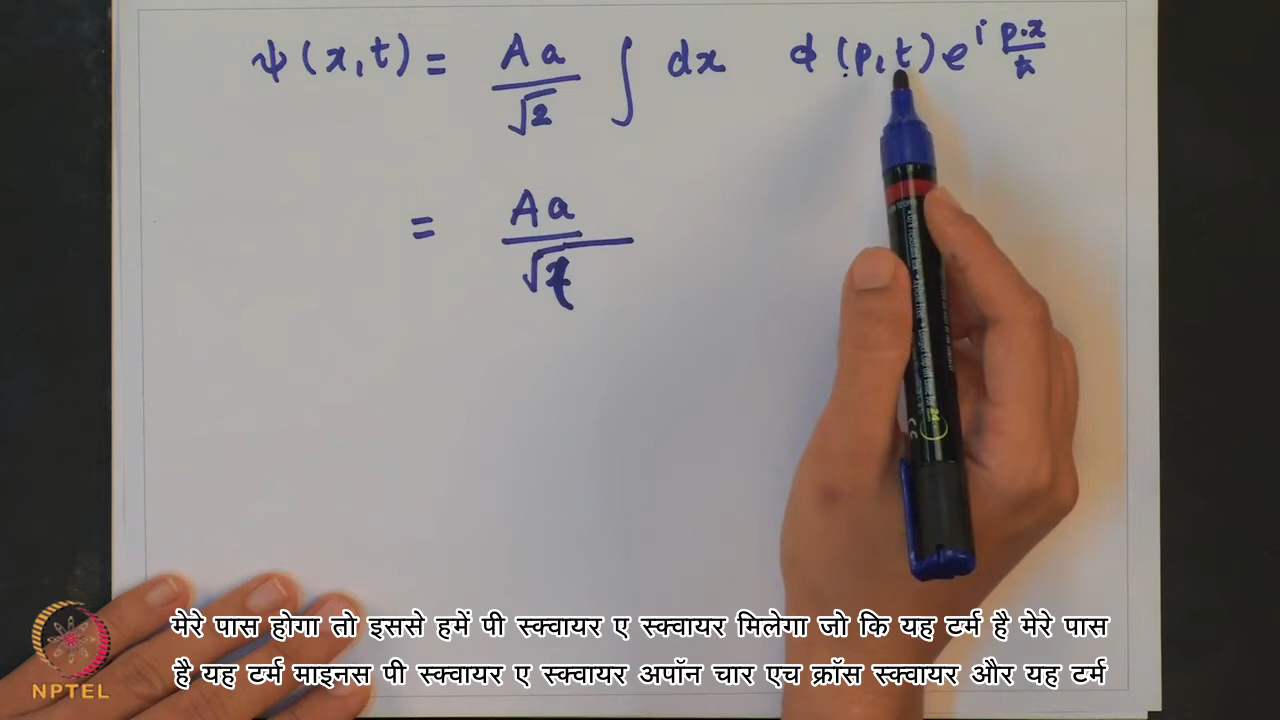 ψ(x,t) = Aa/√2 ∫ dx ϕ(p,t) e^{i p.x/ħ}
= Aa/√2
मेरे पास होगा तो इससे हमें पी स्क्वायर ए स्क्वायर मिलेगा जो कि यह टर्म है मेरे पास
है यह टर्म माइनस पी स्क्वायर ए स्क्वायर अपॉन चार एच क्रॉस स्क्वायर और यह टर्म
NPTEL